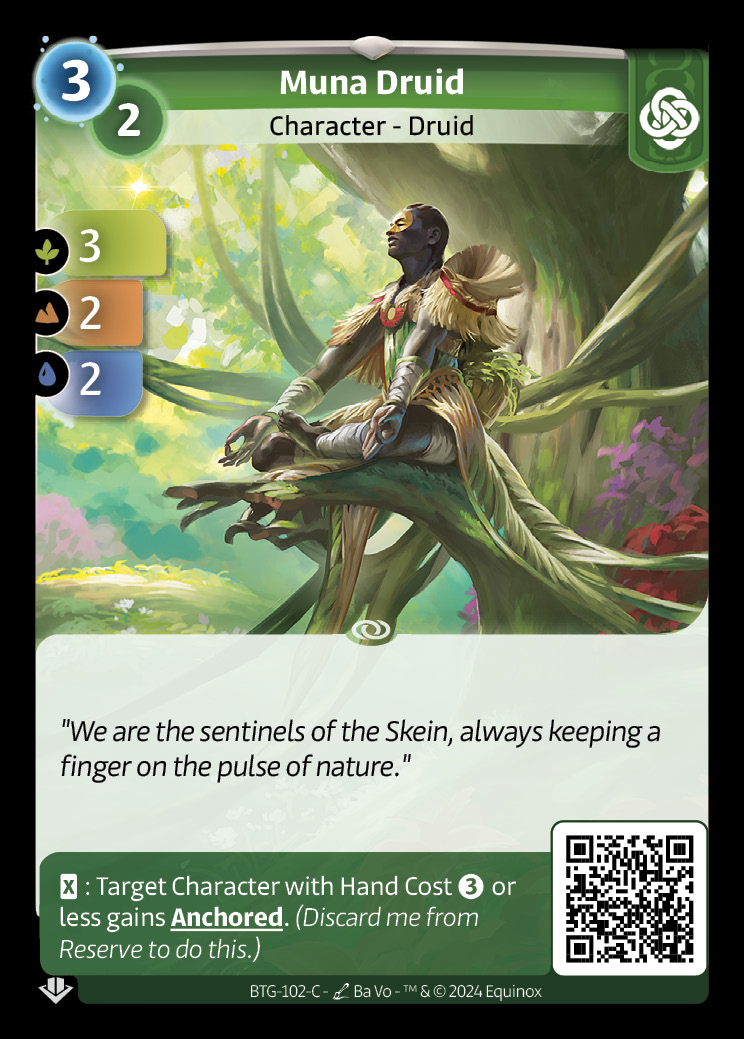 3
Muna Druid
2
Character - Druid
3
2
2
"We are the sentinels of the Skein, always keeping a
finger on the pulse of nature."
X : Target Character with Hand Cost 3 or
less gains Anchored. (Discard me from
Reserve to do this.)
BTG-102-C - Ba Vo - ™ & © 2024 Equinox